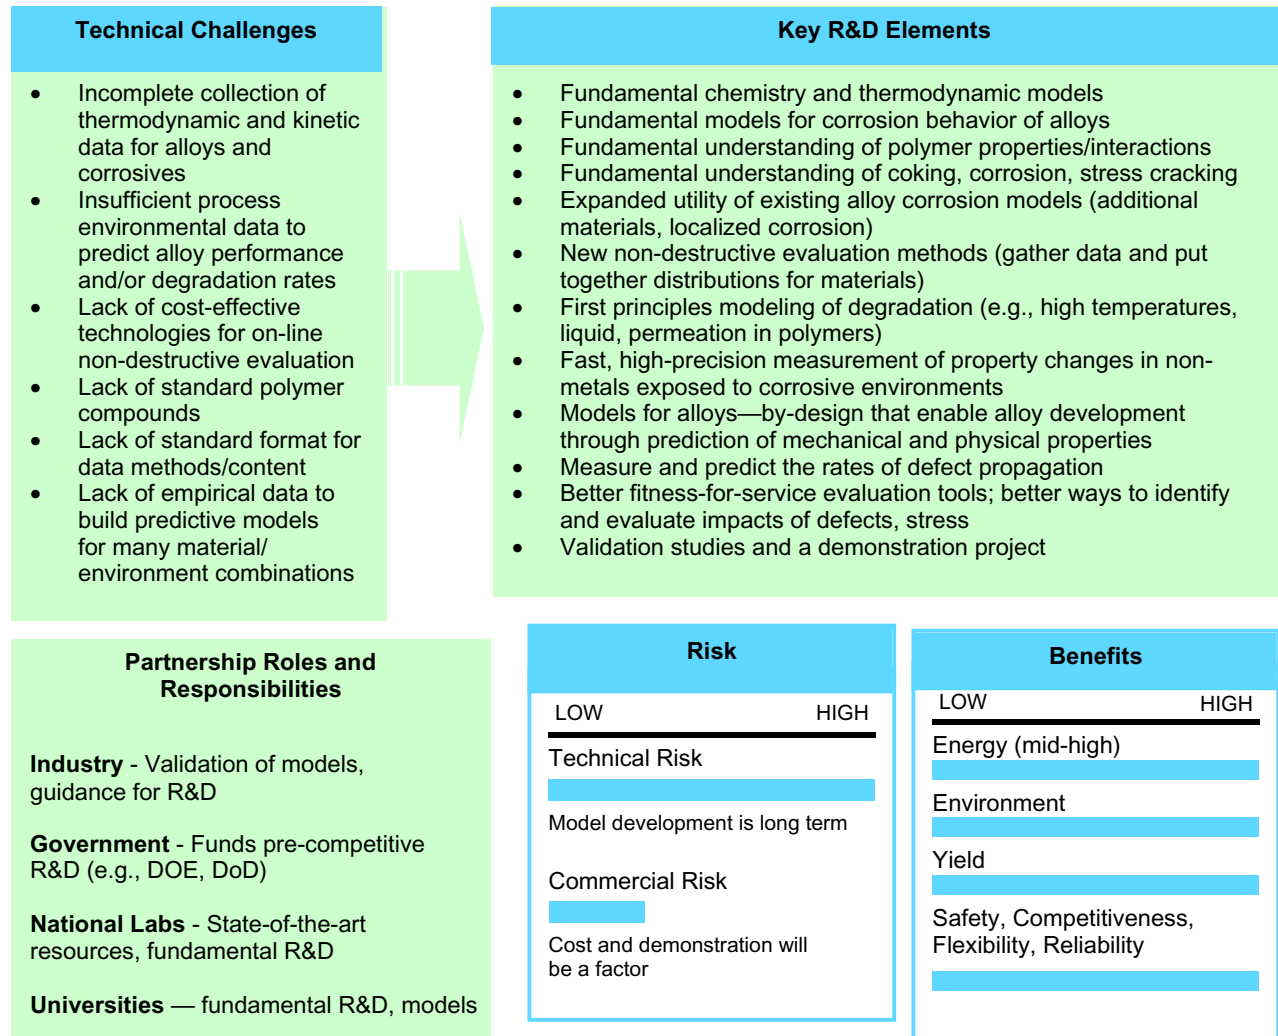 Technical Challenges
• Incomplete collection of
thermodynamic and kinetic
data for alloys and
corrosives
• Insufficient process
environmental data to
predict alloy performance
and/or degradation rates
• Lack of cost-effective
technologies for on-line
non-destructive evaluation
• Lack of standard polymer
compounds
• Lack of standard format for
data methods/content
• Lack of empirical data to
build predictive models
for many material/
environment combinations
Key R&D Elements
• Fundamental chemistry and thermodynamic models
• Fundamental models for corrosion behavior of alloys
• Fundamental understanding of polymer properties/interactions
• Fundamental understanding of coking, corrosion, stress cracking
• Expanded utility of existing alloy corrosion models (additional
materials, localized corrosion)
• New non-destructive evaluation methods (gather data and put
together distributions for materials)
• First principles modeling of degradation (e.g., high temperatures,
liquid, permeation in polymers)
• Fast, high-precision measurement of property changes in non-
metals exposed to corrosive environments
• Models for alloys—by-design that enable alloy development
through prediction of mechanical and physical properties
• Measure and predict the rates of defect propagation
• Better fitness-for-service evaluation tools; better ways to identify
and evaluate impacts of defects, stress
• Validation studies and a demonstration project
Partnership Roles and
Responsibilities
Industry - Validation of models,
guidance for R&D
Government - Funds pre-competitive
R&D (e.g., DOE, DoD)
National Labs - State-of-the-art
resources, fundamental R&D
Universities — fundamental R&D, models
Risk
LOW HIGH
Technical Risk
Model development is long term
Commercial Risk
Cost and demonstration will
be a factor
Benefits
LOW HIGH
Energy (mid-high)
Environment
Yield
Safety, Competitiveness,
Flexibility, Reliability